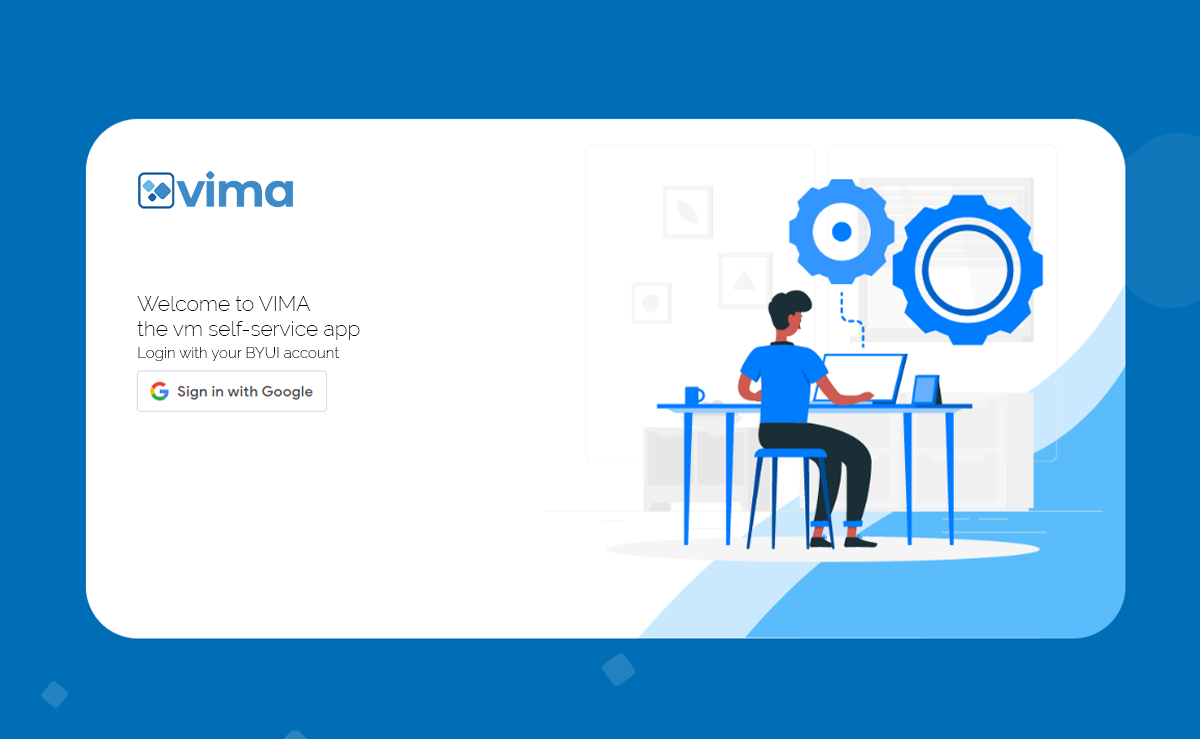 vima
Welcome to VIMA
the vm self-service app
Login with your BYUI account
Sign in with Google